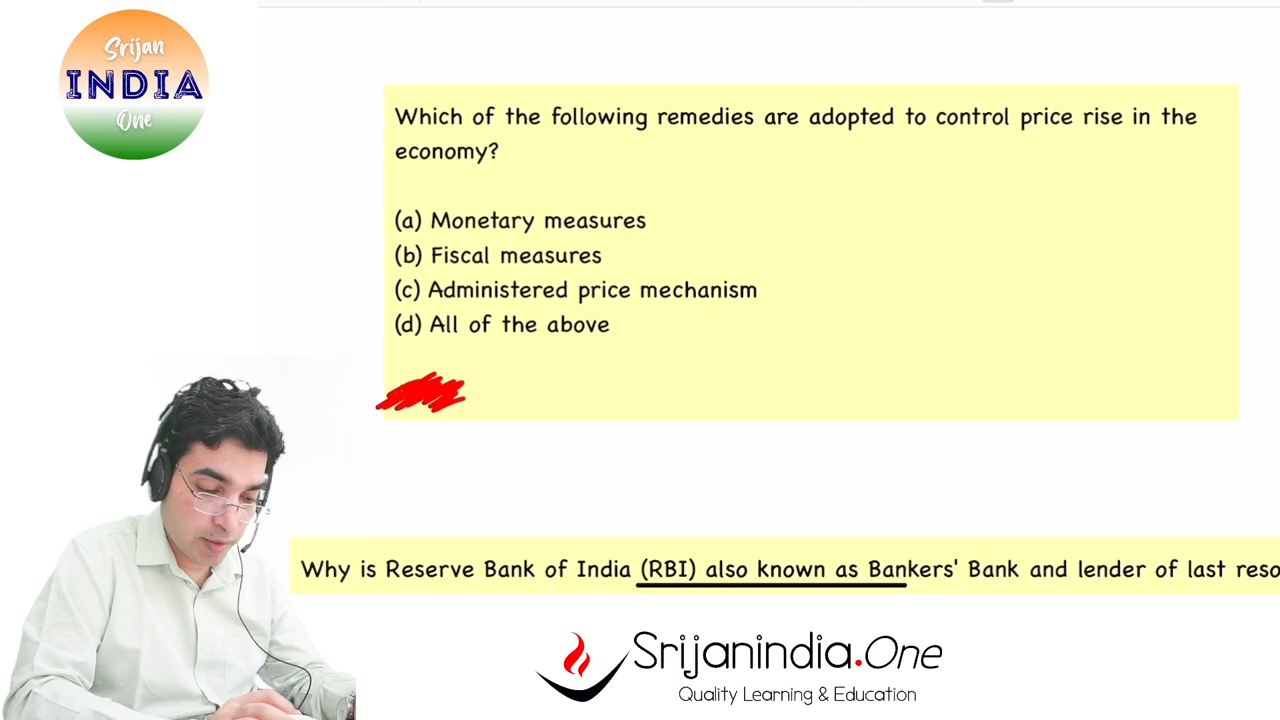 Srijan
INDIA
One
Which of the following remedies are adopted to control price rise in the
economy?
(a) Monetary measures
(b) Fiscal measures
(c) Administered price mechanism
(d) All of the above
Why is Reserve Bank of India (RBI) also known as Bankers' Bank and lender of last reso
Srijanindia.One
Quality Learning & Education